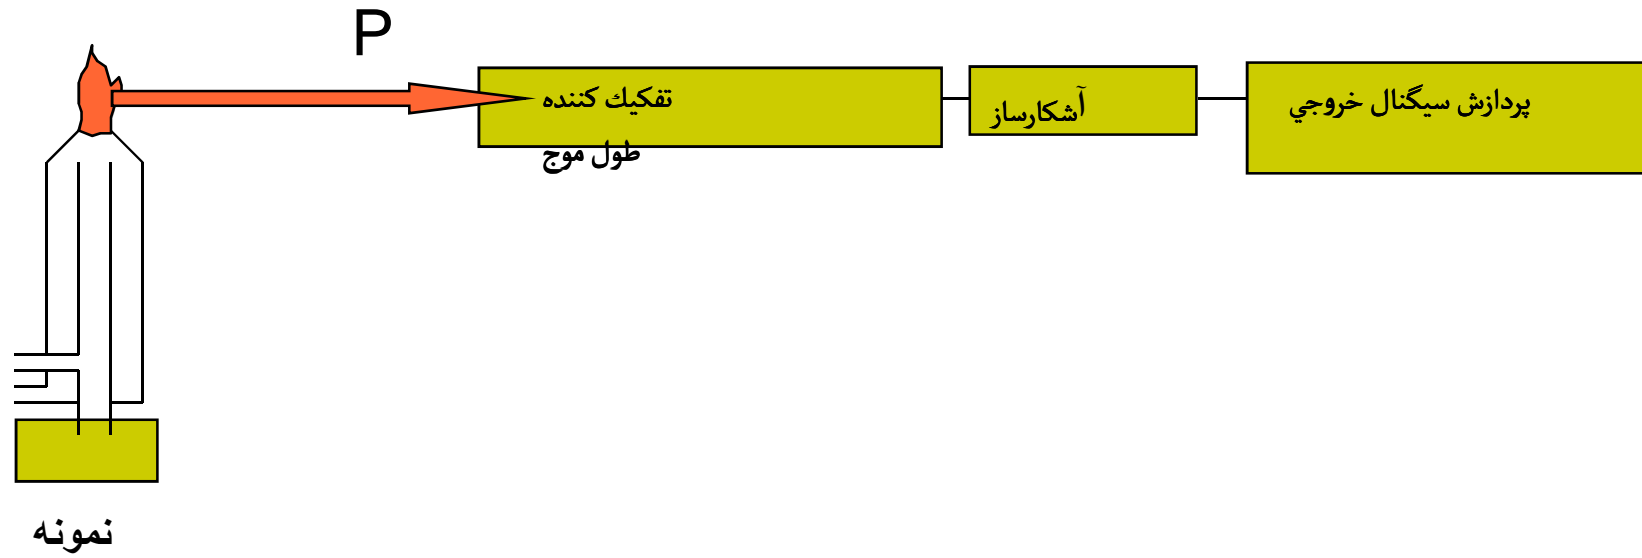 P
تفكيك كننده
طول موج
آشكارساز
پردازش سيگنال خروجي
نمونه